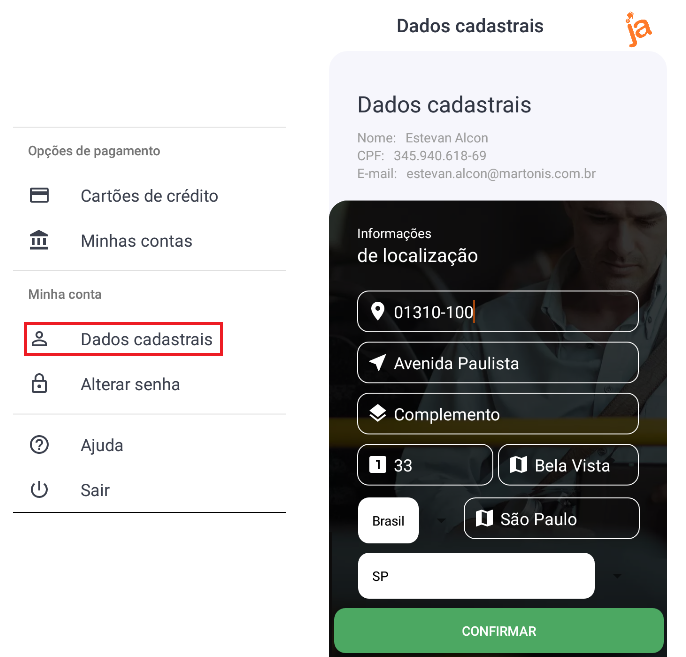 Opções de pagamento
Cartões de crédito
Minhas contas
Minha conta
Dados cadastrais
Alterar senha
Ajuda
Sair
Dados cadastrais
ja
Dados cadastrais
Nome: Estevan Alcon
CPF: 345.940.618-69
E-mail: estevan.alcon@martonis.com.br
Informações
de localização
01310-100
Avenida Paulista
Complemento
1 33
Bela Vista
Brasil
São Paulo
SP
CONFIRMAR